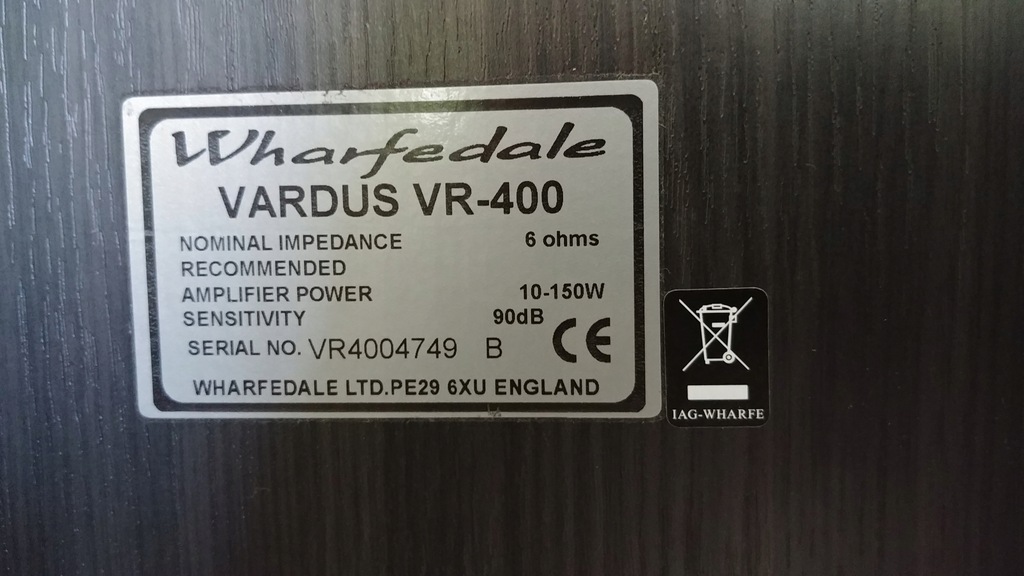 Wharfedale
VARDUS VR-400
NOMINAL IMPEDANCE 6 ohms
RECOMMENDED
AMPLIFIER POWER 10-150W
SENSITIVITY 90dB
SERIAL NO. VR4004749 B CE
WHARFEDALE LTD.PE29 6XU ENGLAND
IAG-WHARFE